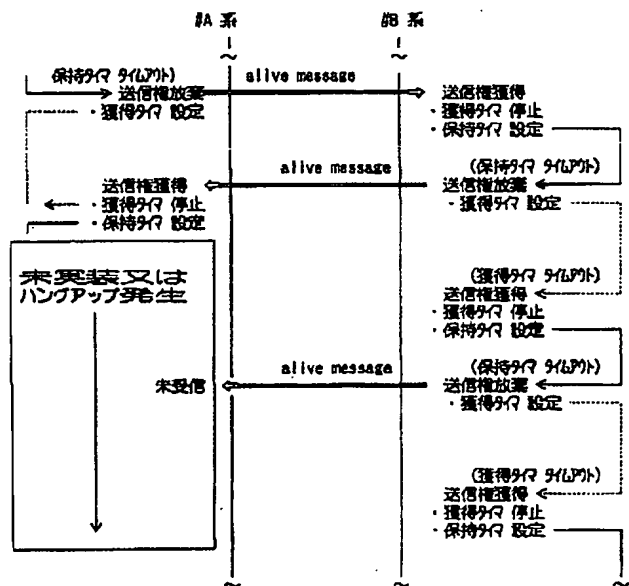 #A 系
#B 系
保持タイマ タイムアウト)
送信権放棄
・獲得タイマ 設定
alive message
送信権獲得
・獲得タイマ 停止
・保持タイマ 設定
送信権獲得
・獲得タイマ 停止
・保持タイマ 設定
alive message
(保持タイマ タイムアウト)
送信権放棄
・獲得タイマ 設定
未実装又は
ハングアップ発生
(獲得タイマ タイムアウト)
送信権獲得
・獲得タイマ 停止
・保持タイマ 設定
未受信
alive message
(保持タイマ タイムアウト)
送信権放棄
・獲得タイマ 設定
(獲得タイマ タイムアウト)
送信権獲得
・獲得タイマ 停止
・保持タイマ 設定